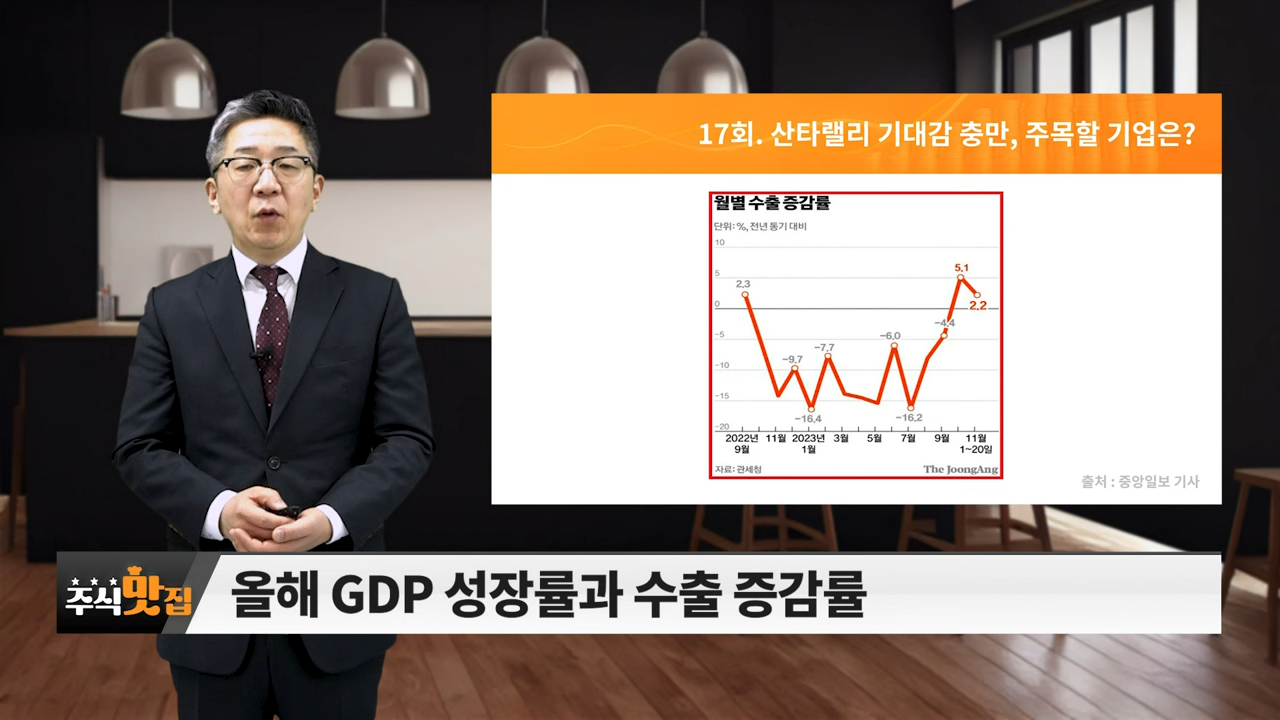 17회. 산타랠리 기대감 충만, 주목할 기업은?
월별 수출 증감률
단위: %, 전년 동기 대비
10
5
0
-5
-10
-15
-20
2.3
-9.7
-16.4
-7.7
-6.0
-16.2
-4.4
5.1
2.2
2022년 11월 2023년 3월 5월 7월 9월 11월
9월 1월 1~20일
자료: 관세청 The JoongAng
출처 : 중앙일보 기사
주식맛집 올해 GDP 성장률과 수출 증감률